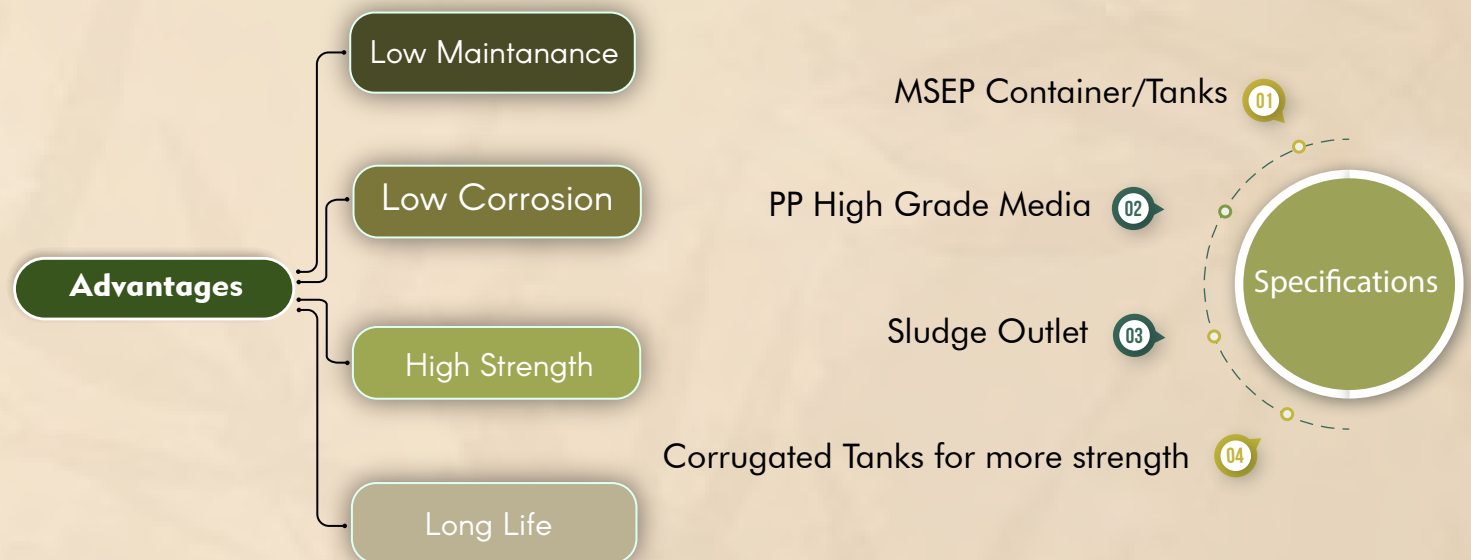 Advantages
Low Maintanance
Low Corrosion
High Strength
Long Life
Specifications
MSEP Container/Tanks 01
PP High Grade Media 02
Sludge Outlet 03
Corrugated Tanks for more strength 04